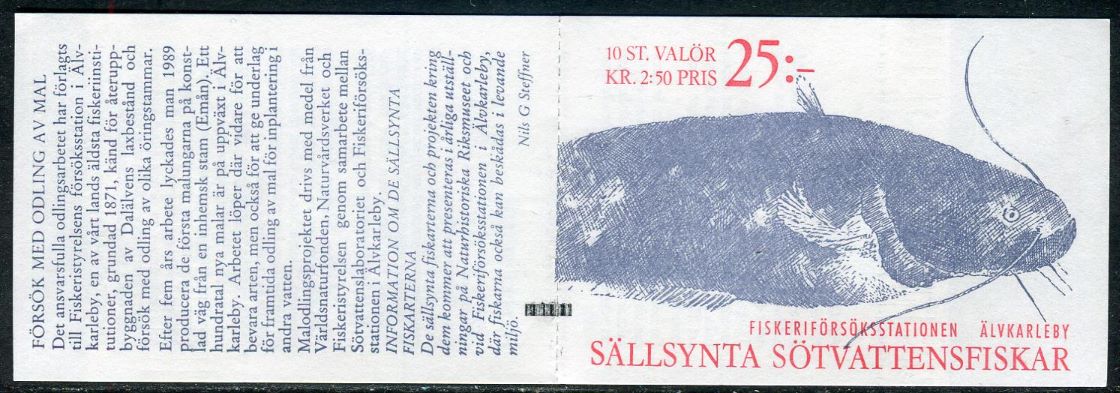 FÖRSÖK MED ODLING AV MAL
Det ansvarsfulla odlingsarbetet har förlagts
till Fiskeristyrelsens försöksstation i Älv-
karleby, en av vårt lands äldsta fiskeriinsti-
tutioner, grundad 1871, känd för återupp-
byggnaden av Dalälvens laxbestånd och
försök med odling av olika öringstammar.
Efter fem års arbete lyckades man 1989
producera de första malungarna på konst-
lad väg från en inhemsk stam (Emån). Ett
hundratal nya malar är på uppväxt i Älv-
karleby. Arbetet löper där vidare för att
bevara arten, men också för att ge underlag
för framtida odling av mal för inplantering i
andra vatten.
Malodlingsprojektet drivs med medel från
Världsnaturfonden, Naturvårdsverket och
Fiskeristyrelsen genom samarbete mellan
Sötvattenslaboratoriet och Fiskeriförsöks-
stationen i Älvkarleby.
INFORMATION OM DE SÄLLSYNTA
FISKARTERNA
De sällsynta fiskarterna och projekten kring
dem kommer att presenteras i årliga utställ-
ningar på Naturhistoriska Riksmuseet och
vid Fiskeriförsöksstationen i Älvkarleby,
där fiskarna också kan beskådas i levande
miljö.
Nils G Steffner
10 ST. VALÖR
KR. 2:50 PRIS 25:-
FISKERIFÖRSÖKSSTATIONEN ÄLVKARLEBY
SÄLLSYNTA SÖTVATTENSFISKAR